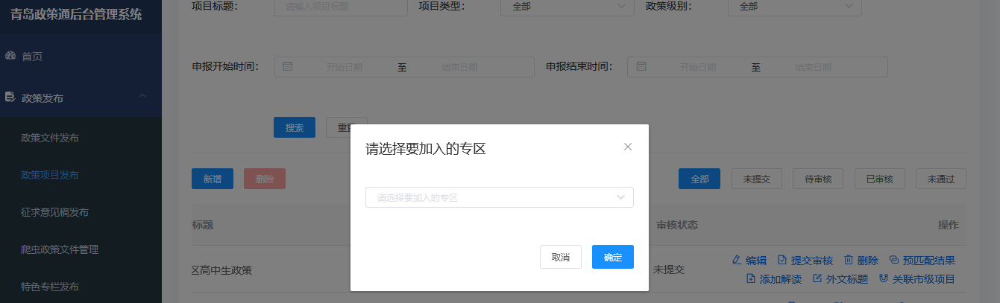 青岛政策通后台管理系统
首页
政策发布
政策文件发布
政策项目发布
征求意见稿发布
爬虫政策文件管理
特色专栏发布
项目标题： 请输入项目标题 项目类型： 全部 政策级别： 全部
申报开始时间： 开始日期 至 结束日期 申报结束时间： 开始日期 至 结束日期
搜索 重置
新增 删除 全部 未提交 待审核 已审核 未通过
标题 审核状态 操作
区高中生政策 未提交 编辑 提交审核 删除 预匹配结果
添加解读 外文标题 关联市级项目
请选择要加入的专区
请选择要加入的专区
取消 确定